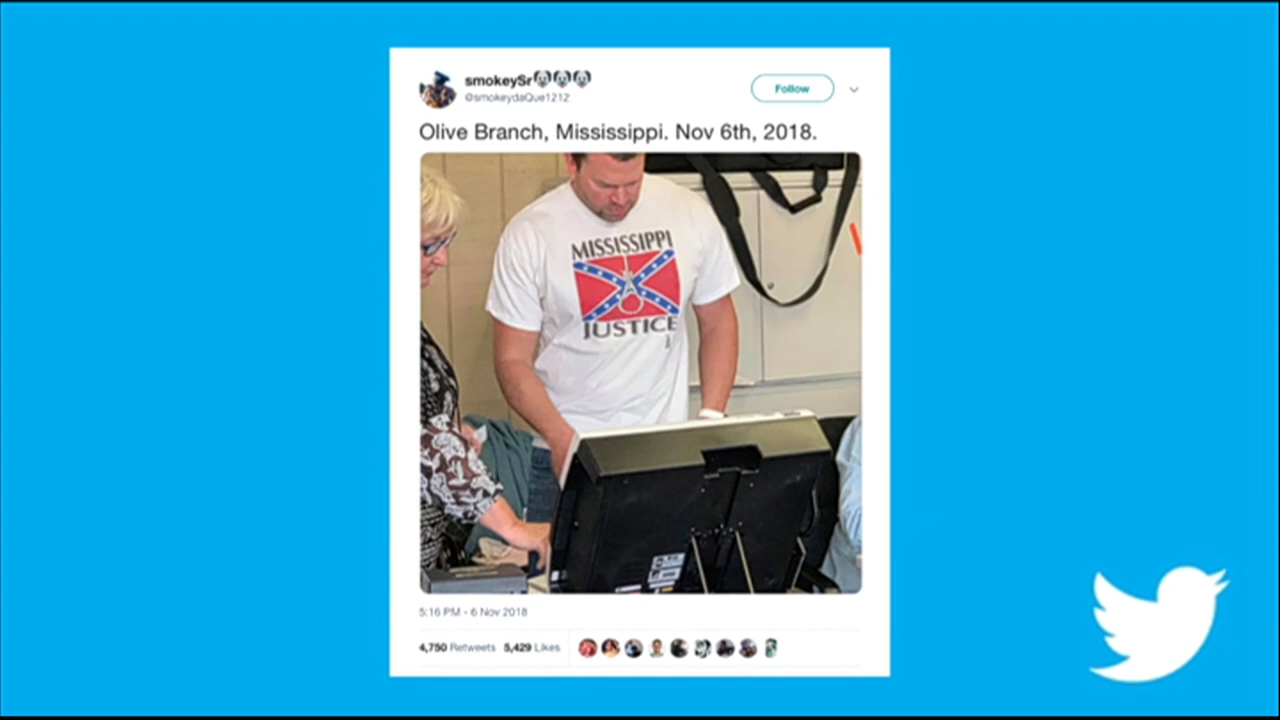 smokeySr
@smokeydaQue1212
Follow
Olive Branch, Mississippi. Nov 6th, 2018.
MISSISSIPPI
JUSTICE
5:16 PM - 6 Nov 2018
4,750 Retweets 5,429 Likes